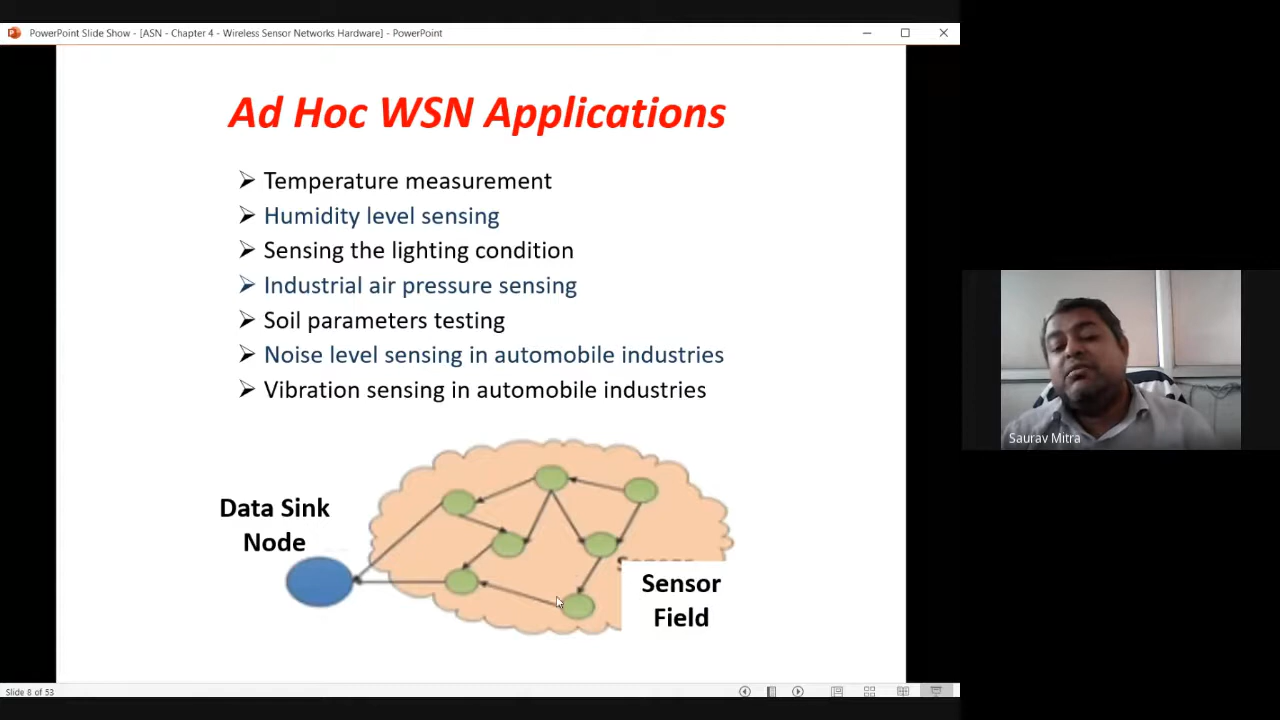 PowerPoint Slide Show - [ASN - Chapter 4 - Wireless Sensor Networks Hardware] - PowerPoint
Ad Hoc WSN Applications
Temperature measurement
Humidity level sensing
Sensing the lighting condition
Industrial air pressure sensing
Soil parameters testing
Noise level sensing in automobile industries
Vibration sensing in automobile industries
Data Sink
Node
Sensor
Field
Saurav Mitra
Slide 8 of 53